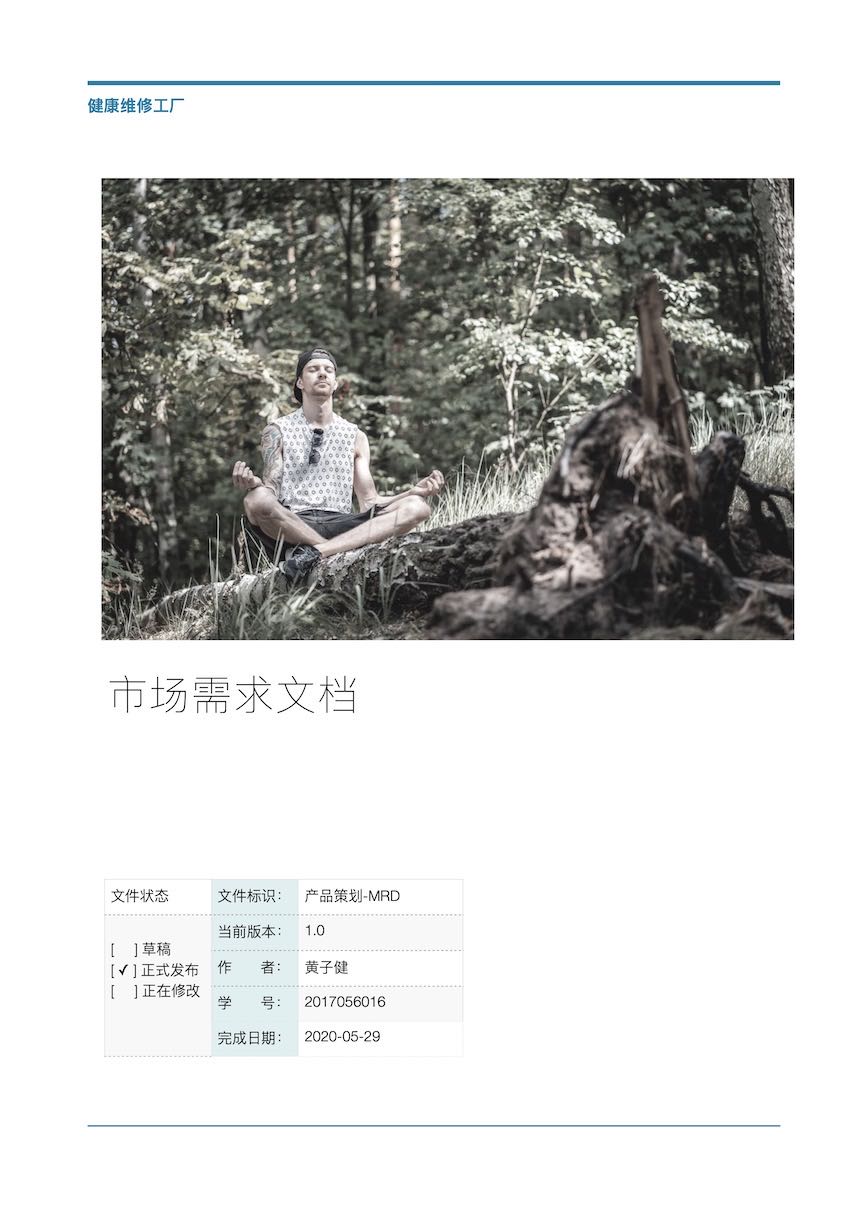 健康维修工厂
市场需求文档
文件状态 文件标识： 产品策划-MRD
当前版本： 1.0
[ ] 草稿
[ ✓ ] 正式发布
[ ] 正在修改
作 者： 黄子健
学 号： 2017056016
完成日期： 2020-05-29